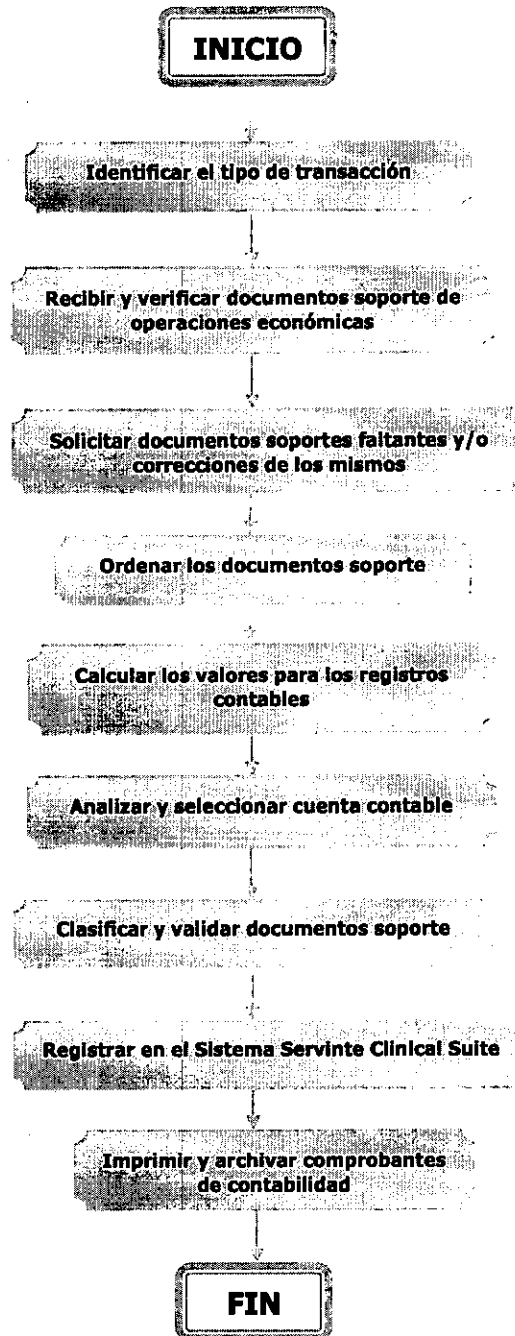 INICIO
Identificar el tipo de transacción
Recibir y verificar documentos soporte de
operaciones económicas
Solicitar documentos soportes faltantes y/o
correcciones de los mismos
Ordenar los documentos soporte
Calcular los valores para los registros
contables
Analizar y seleccionar cuenta contable
Clasificar y validar documentos soporte
Registrar en el Sistema Servinte Clinical Suite
Imprimir y archivar comprobantes
de contabilidad
FIN